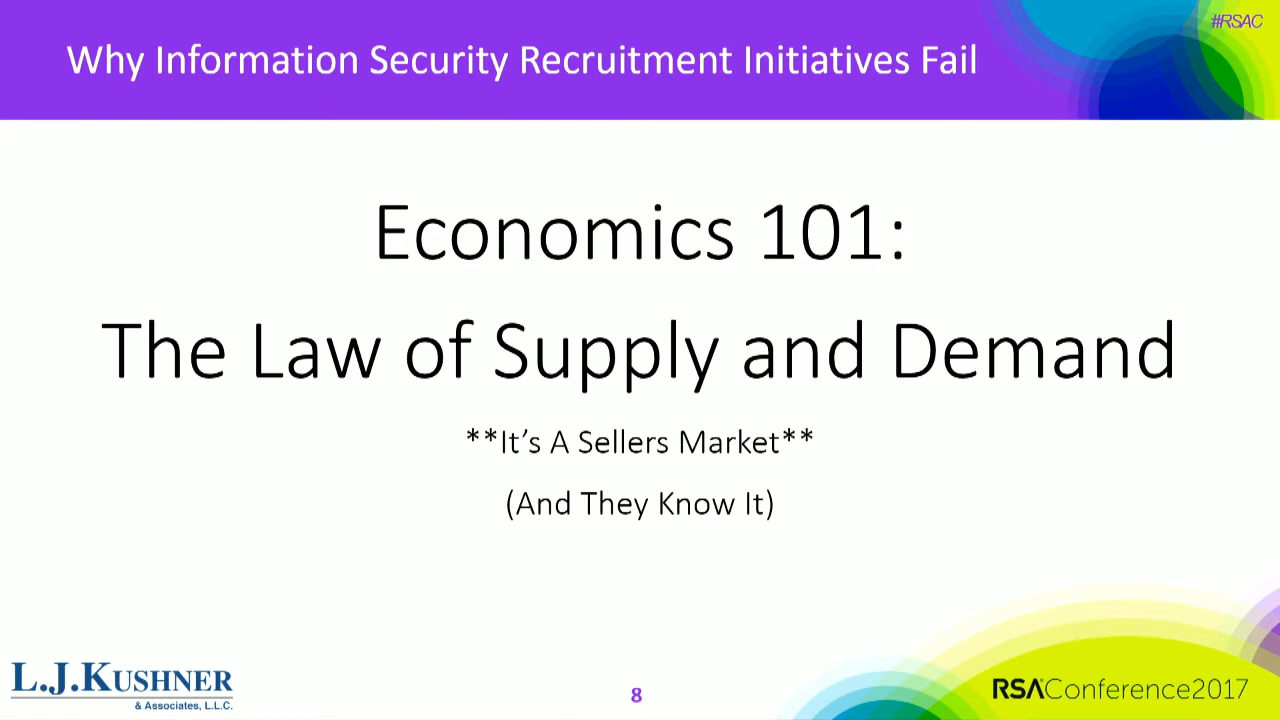 #RSAC
Why Information Security Recruitment Initiatives Fail
Economics 101:
The Law of Supply and Demand
**It’s A Sellers Market**
(And They Know It)
L.J.KUSHNER
& Associates, L.L.C.
8
RSAConference2017